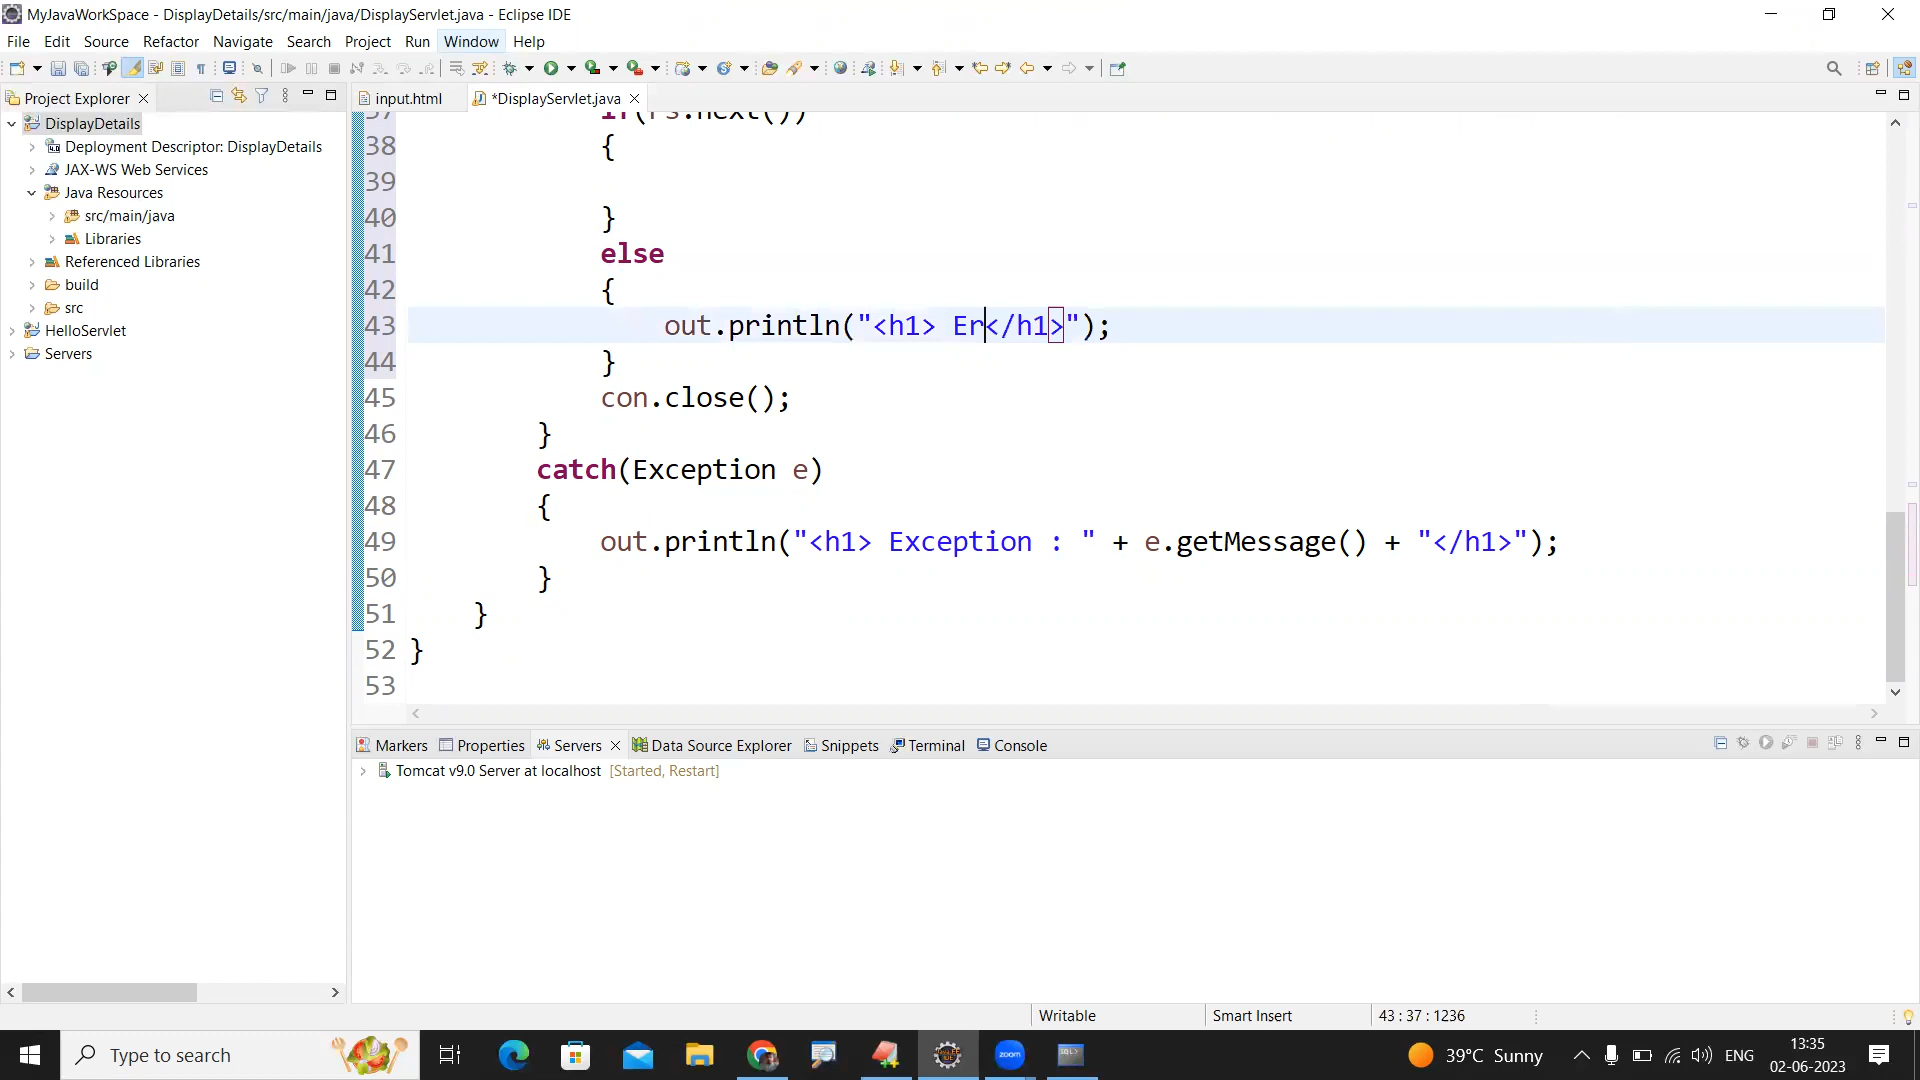 MyJavaWorkSpace - DisplayDetails/src/main/java/DisplayServlet.java - Eclipse IDE
File Edit Source Refactor Navigate Search Project Run Window Help
Project Explorer
input.html
*DisplayServlet.java
DisplayDetails
Deployment Descriptor: DisplayDetails
JAX-WS Web Services
Java Resources
src/main/java
Libraries
Referenced Libraries
build
src
HelloServlet
Servers
37 if(rs.next())
38 {
39
40 }
41 else
42 {
43 out.println("<h1> Er</h1>");
44 }
45 con.close();
46 }
47 catch(Exception e)
48 {
49 out.println("<h1> Exception : " + e.getMessage() + "</h1>");
50 }
51 }
52 }
53
Markers Properties Servers Data Source Explorer Snippets Terminal Console
Tomcat v9.0 Server at localhost [Started, Restart]
Writable Smart Insert 43 : 37 : 1236
Type to search
zoom
39°C Sunny
ENG
13:35
02-06-2023